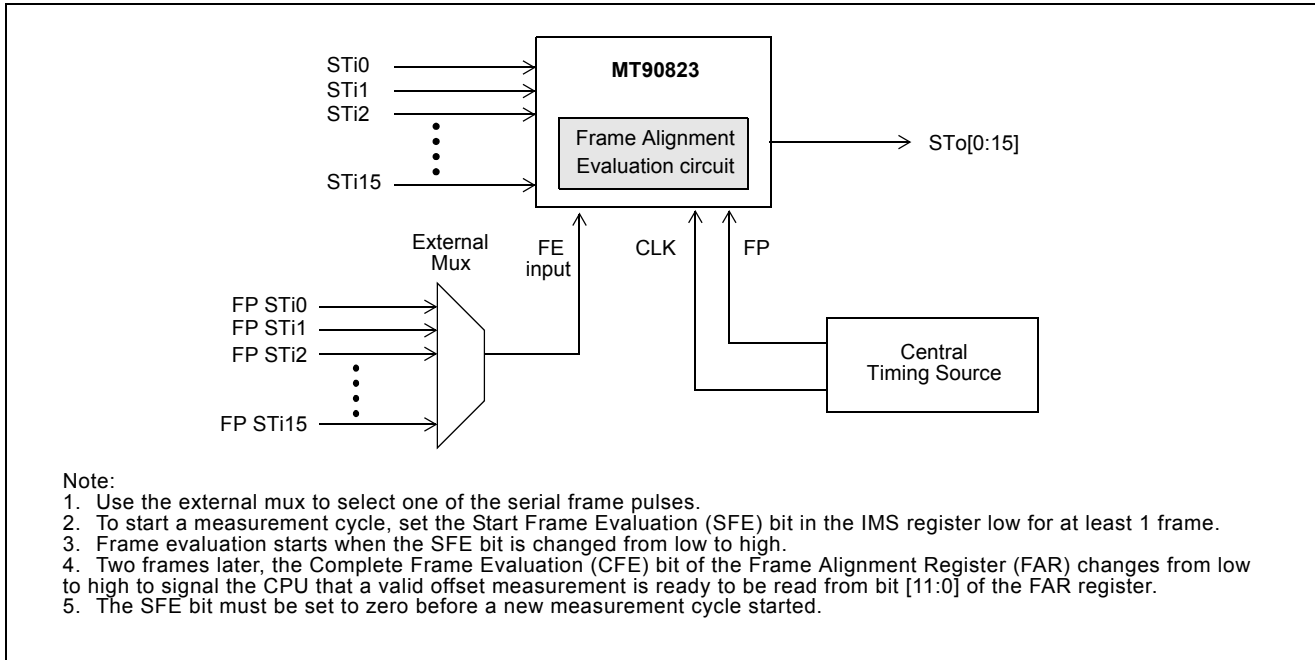 STi0
STi1
STi2
STi15
MT90823
Frame Alignment
Evaluation circuit
STo[0:15]
External
Mux
FE
input
CLK
FP
FP STi0
FP STi1
FP STi2
FP STi15
Central
Timing Source
Note:
1. Use the external mux to select one of the serial frame pulses.
2. To start a measurement cycle, set the Start Frame Evaluation (SFE) bit in the IMS register low for at least 1 frame.
3. Frame evaluation starts when the SFE bit is changed from low to high.
4. Two frames later, the Complete Frame Evaluation (CFE) bit of the Frame Alignment Register (FAR) changes from low
to high to signal the CPU that a valid offset measurement is ready to be read from bit [11:0] of the FAR register.
5. The SFE bit must be set to zero before a new measurement cycle started.